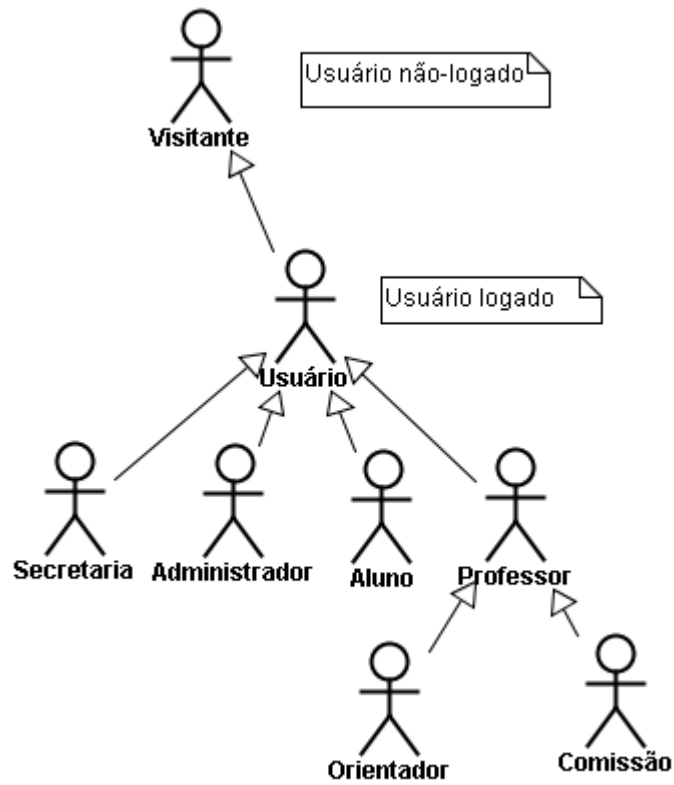 Usuário não-logado
Visitante
Usuário logado
Usuário
Secretaria
Administrador
Aluno
Professor
Orientador
Comissão